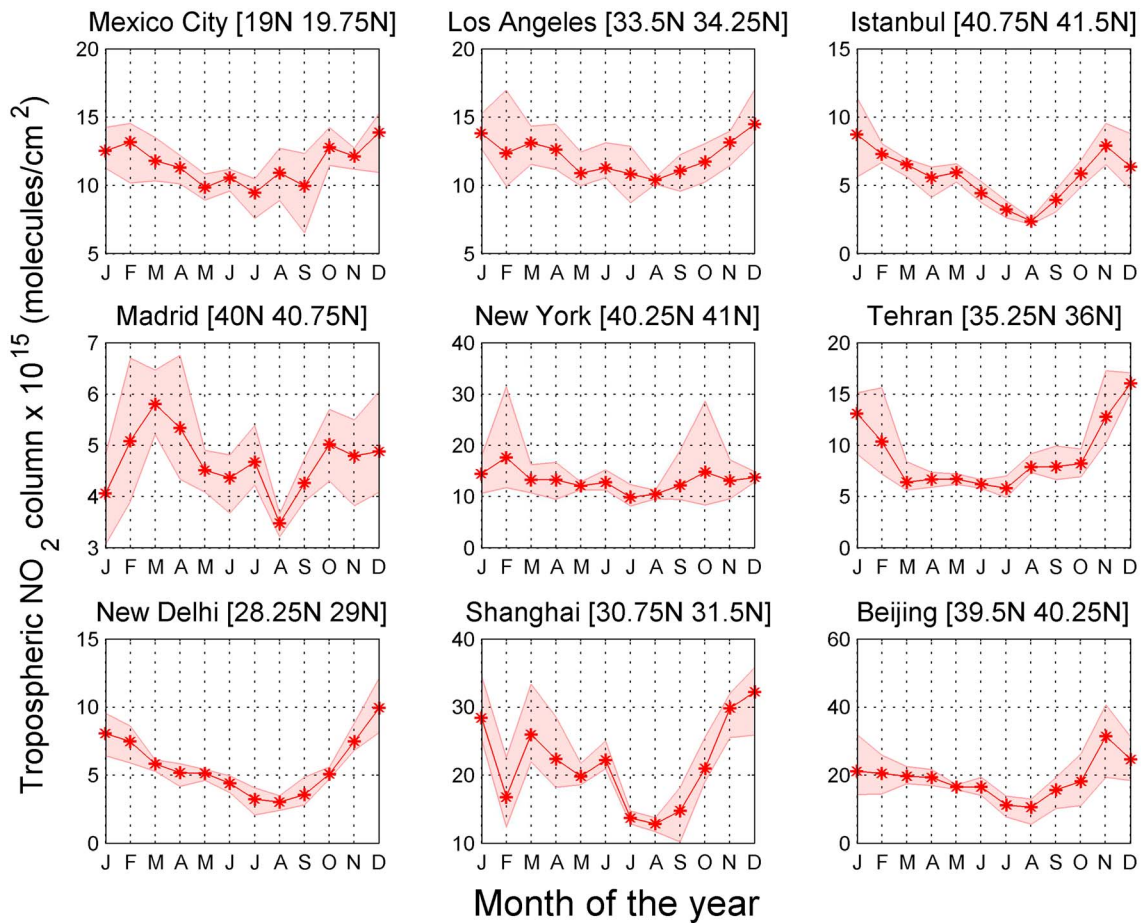 Mexico City [19N 19.75N]
Los Angeles [33.5N 34.25N]
Istanbul [40.75N 41.5N]
20
15
10
5
J F M A M J J A S O N D
20
15
10
5
J F M A M J J A S O N D
15
10
5
0
J F M A M J J A S O N D
Tropospheric NO2 column x 10^15 (molecules/cm^2)
Madrid [40N 40.75N]
New York [40.25N 41N]
Tehran [35.25N 36N]
7
6
5
4
3
J F M A M J J A S O N D
40
30
20
10
0
J F M A M J J A S O N D
20
15
10
5
0
J F M A M J J A S O N D
New Delhi [28.25N 29N]
Shanghai [30.75N 31.5N]
Beijing [39.5N 40.25N]
15
10
5
0
J F M A M J J A S O N D
40
30
20
10
J F M A M J J A S O N D
60
40
20
0
J F M A M J J A S O N D
Month of the year